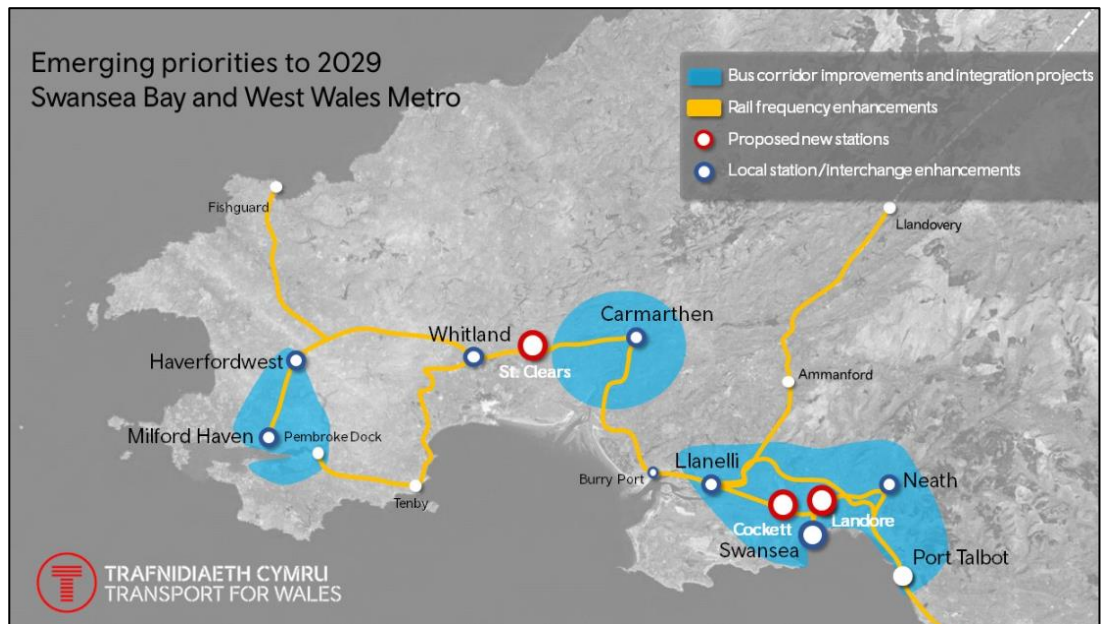 Emerging priorities to 2029
Swansea Bay and West Wales Metro
Bus corridor improvements and integration projects
Rail frequency enhancements
Proposed new stations
Local station/interchange enhancements
Fishguard
Llandovery
Carmarthen
Whitland
St. Clears
Haverfordwest
Ammanford
Milford Haven
Pembroke Dock
Tenby
Burry Port
Llanelli
Neath
Cockett
Landore
Swansea
Port Talbot
TRAFNIDIAETH CYMRU
TRANSPORT FOR WALES